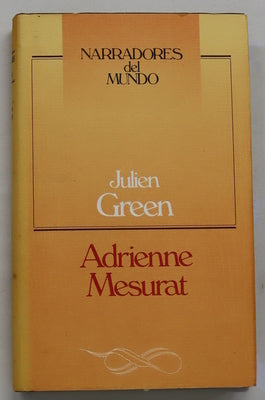 NARRADORES
del
MUNDO
Julien
Green
Adrienne
Mesurat